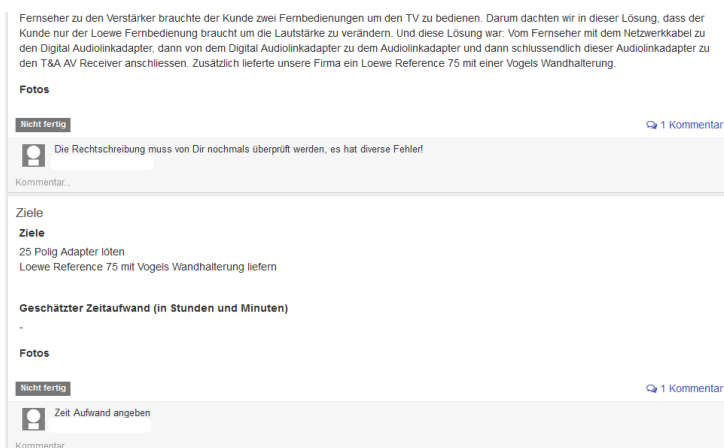 Fernseher zu den Verstärker brauchte der Kunde zwei Fernbedienungen um den TV zu bedienen. Darum dachten wir in dieser Lösung, dass der
Kunde nur der Loewe Fernbedienung braucht um die Lautstärke zu verändern. Und diese Lösung war: Vom Fernseher mit dem Netzwerkkabel zu
den Digital Audiolinkadapter, dann von dem Digital Audiolinkadapter zu dem Audiolinkadapter und dann schlussendlich dieser Audiolinkadapter zu
den T&A AV Receiver anschliessen. Zusätzlich lieferte unsere Firma ein Loewe Reference 75 mit einer Vogels Wandhalterung.
Fotos
Nicht fertig
1 Kommentar
Die Rechtschreibung muss von Dir nochmals überprüft werden, es hat diverse Fehler!
Kommentar...
Ziele
Ziele
25 Polig Adapter löten
Loewe Reference 75 mit Vogels Wandhalterung liefern
Geschätzter Zeitaufwand (in Stunden und Minuten)
-
Fotos
Nicht fertig
1 Kommentar
Zeit Aufwand angeben
Kommentar...